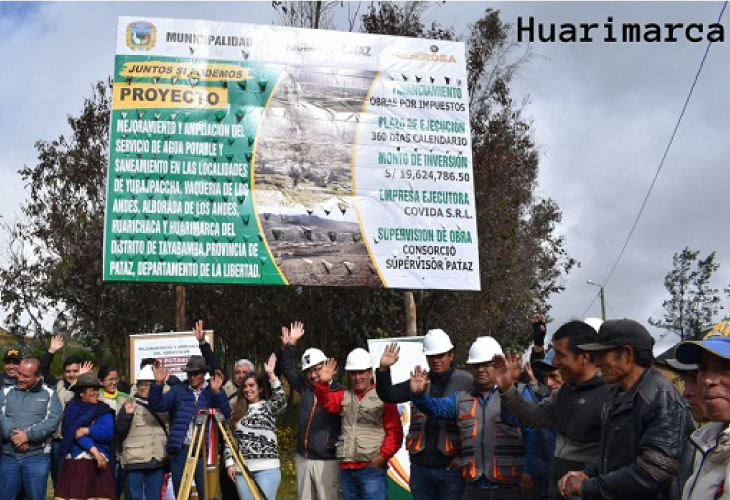 Huarimarca
MUNICIPALIDAD PATAZ
JUNTOS SI PODEMOS
PROYECTO
MEJORAMIENTO Y AMPLIACION DEL
SERVICIO DE AGUA POTABLE Y
SANEAMIENTO EN LAS LOCALIDADES
DE YURAJPACCHA, VAQUERIA DE LOS
ANDES, ALBORADA DE LOS ANDES,
HUARICHACA Y HUARIMARCA DEL
DISTRITO DE TAYABAMBA, PROVINCIA DE
PATAZ, DEPARTAMENTO DE LA LIBERTAD.
FINANCIAMIENTO
OBRAS POR IMPUESTOS
PLAZO DE EJECUCIÓN
360 DÍAS CALENDARIO
MONTO DE INVERSIÓN
S/ 19,624,786.50
EMPRESA EJECUTORA
COVIDA S.R.L.
SUPERVISION DE OBRA
CONSORCIO
SUPERVISOR PATAZ